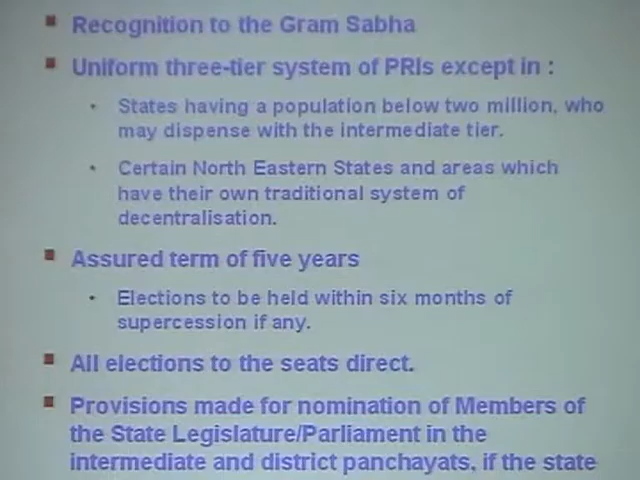 Recognition to the Gram Sabha
Uniform three-tier system of PRIs except in :
States having a population below two million, who
may dispense with the intermediate tier.
Certain North Eastern States and areas which
have their own traditional system of
decentralisation.
Assured term of five years
Elections to be held within six months of
supercession if any.
All elections to the seats direct.
Provisions made for nomination of Members of
the State Legislature/Parliament in the
intermediate and district panchayats, if the state